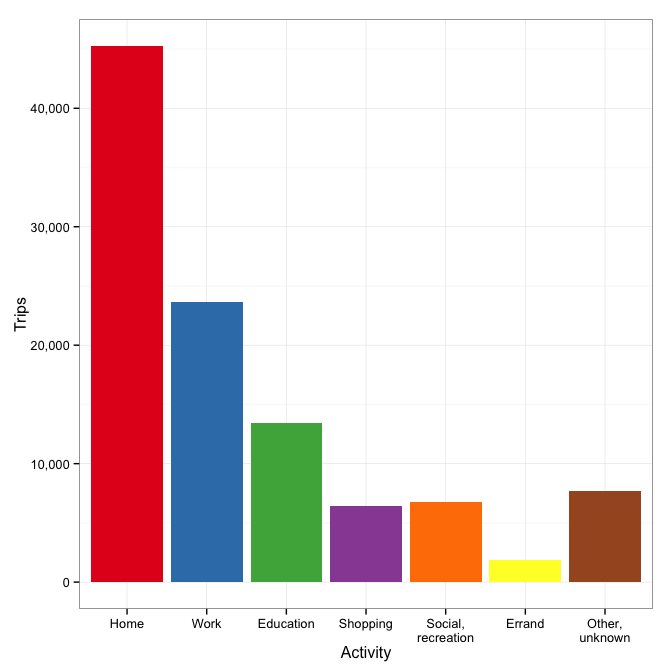 40,000
30,000
20,000
10,000
0
Trips
Home
Work
Education
Shopping
Social,
recreation
Errand
Other,
unknown
Activity